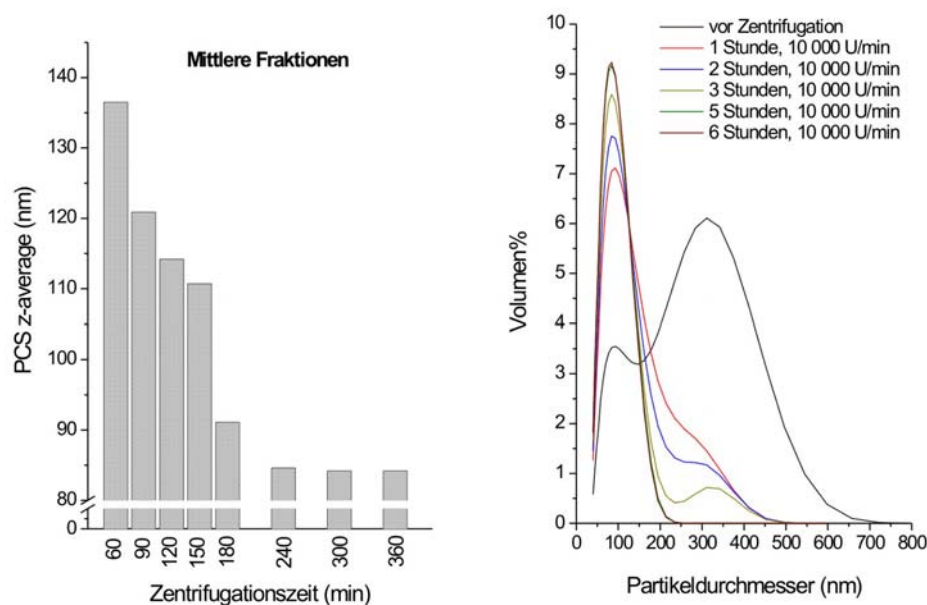 Mittlere Fraktionen
PCS z-average (nm)
140
130
120
110
100
90
80
0
60
90
120
150
180
240
300
360
Zentrifugationszeit (min)
vor Zentrifugation
1 Stunde, 10 000 U/min
2 Stunden, 10 000 U/min
3 Stunden, 10 000 U/min
5 Stunden, 10 000 U/min
6 Stunden, 10 000 U/min
Volumen%
10
9
8
7
6
5
4
3
2
1
0
0 100 200 300 400 500 600 700 800
Partikeldurchmesser (nm)